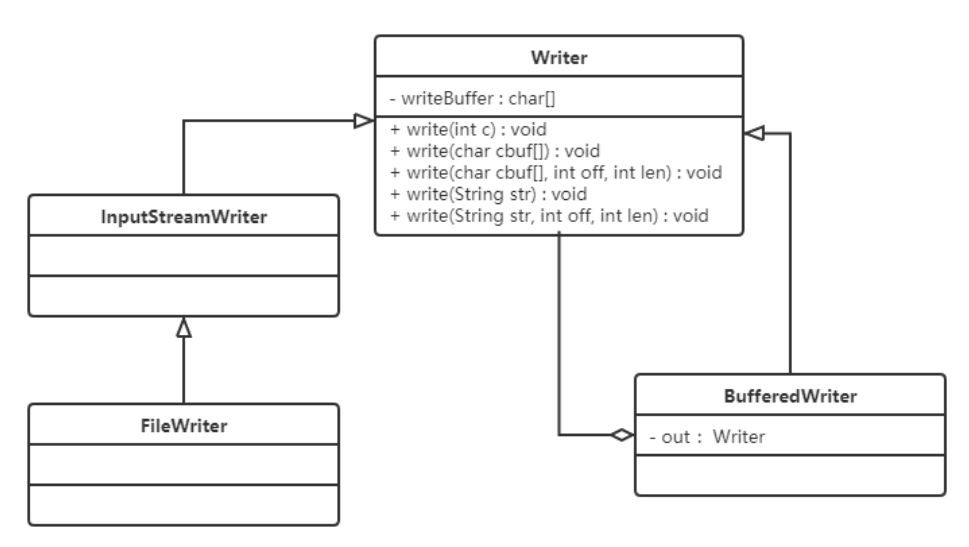 Writer
- writeBuffer : char[]
+ write(int c) : void
+ write(char cbuf[]) : void
+ write(char cbuf[], int off, int len) : void
+ write(String str) : void
+ write(String str, int off, int len) : void
InputStreamWriter
FileWriter
BufferedWriter
- out :  Writer